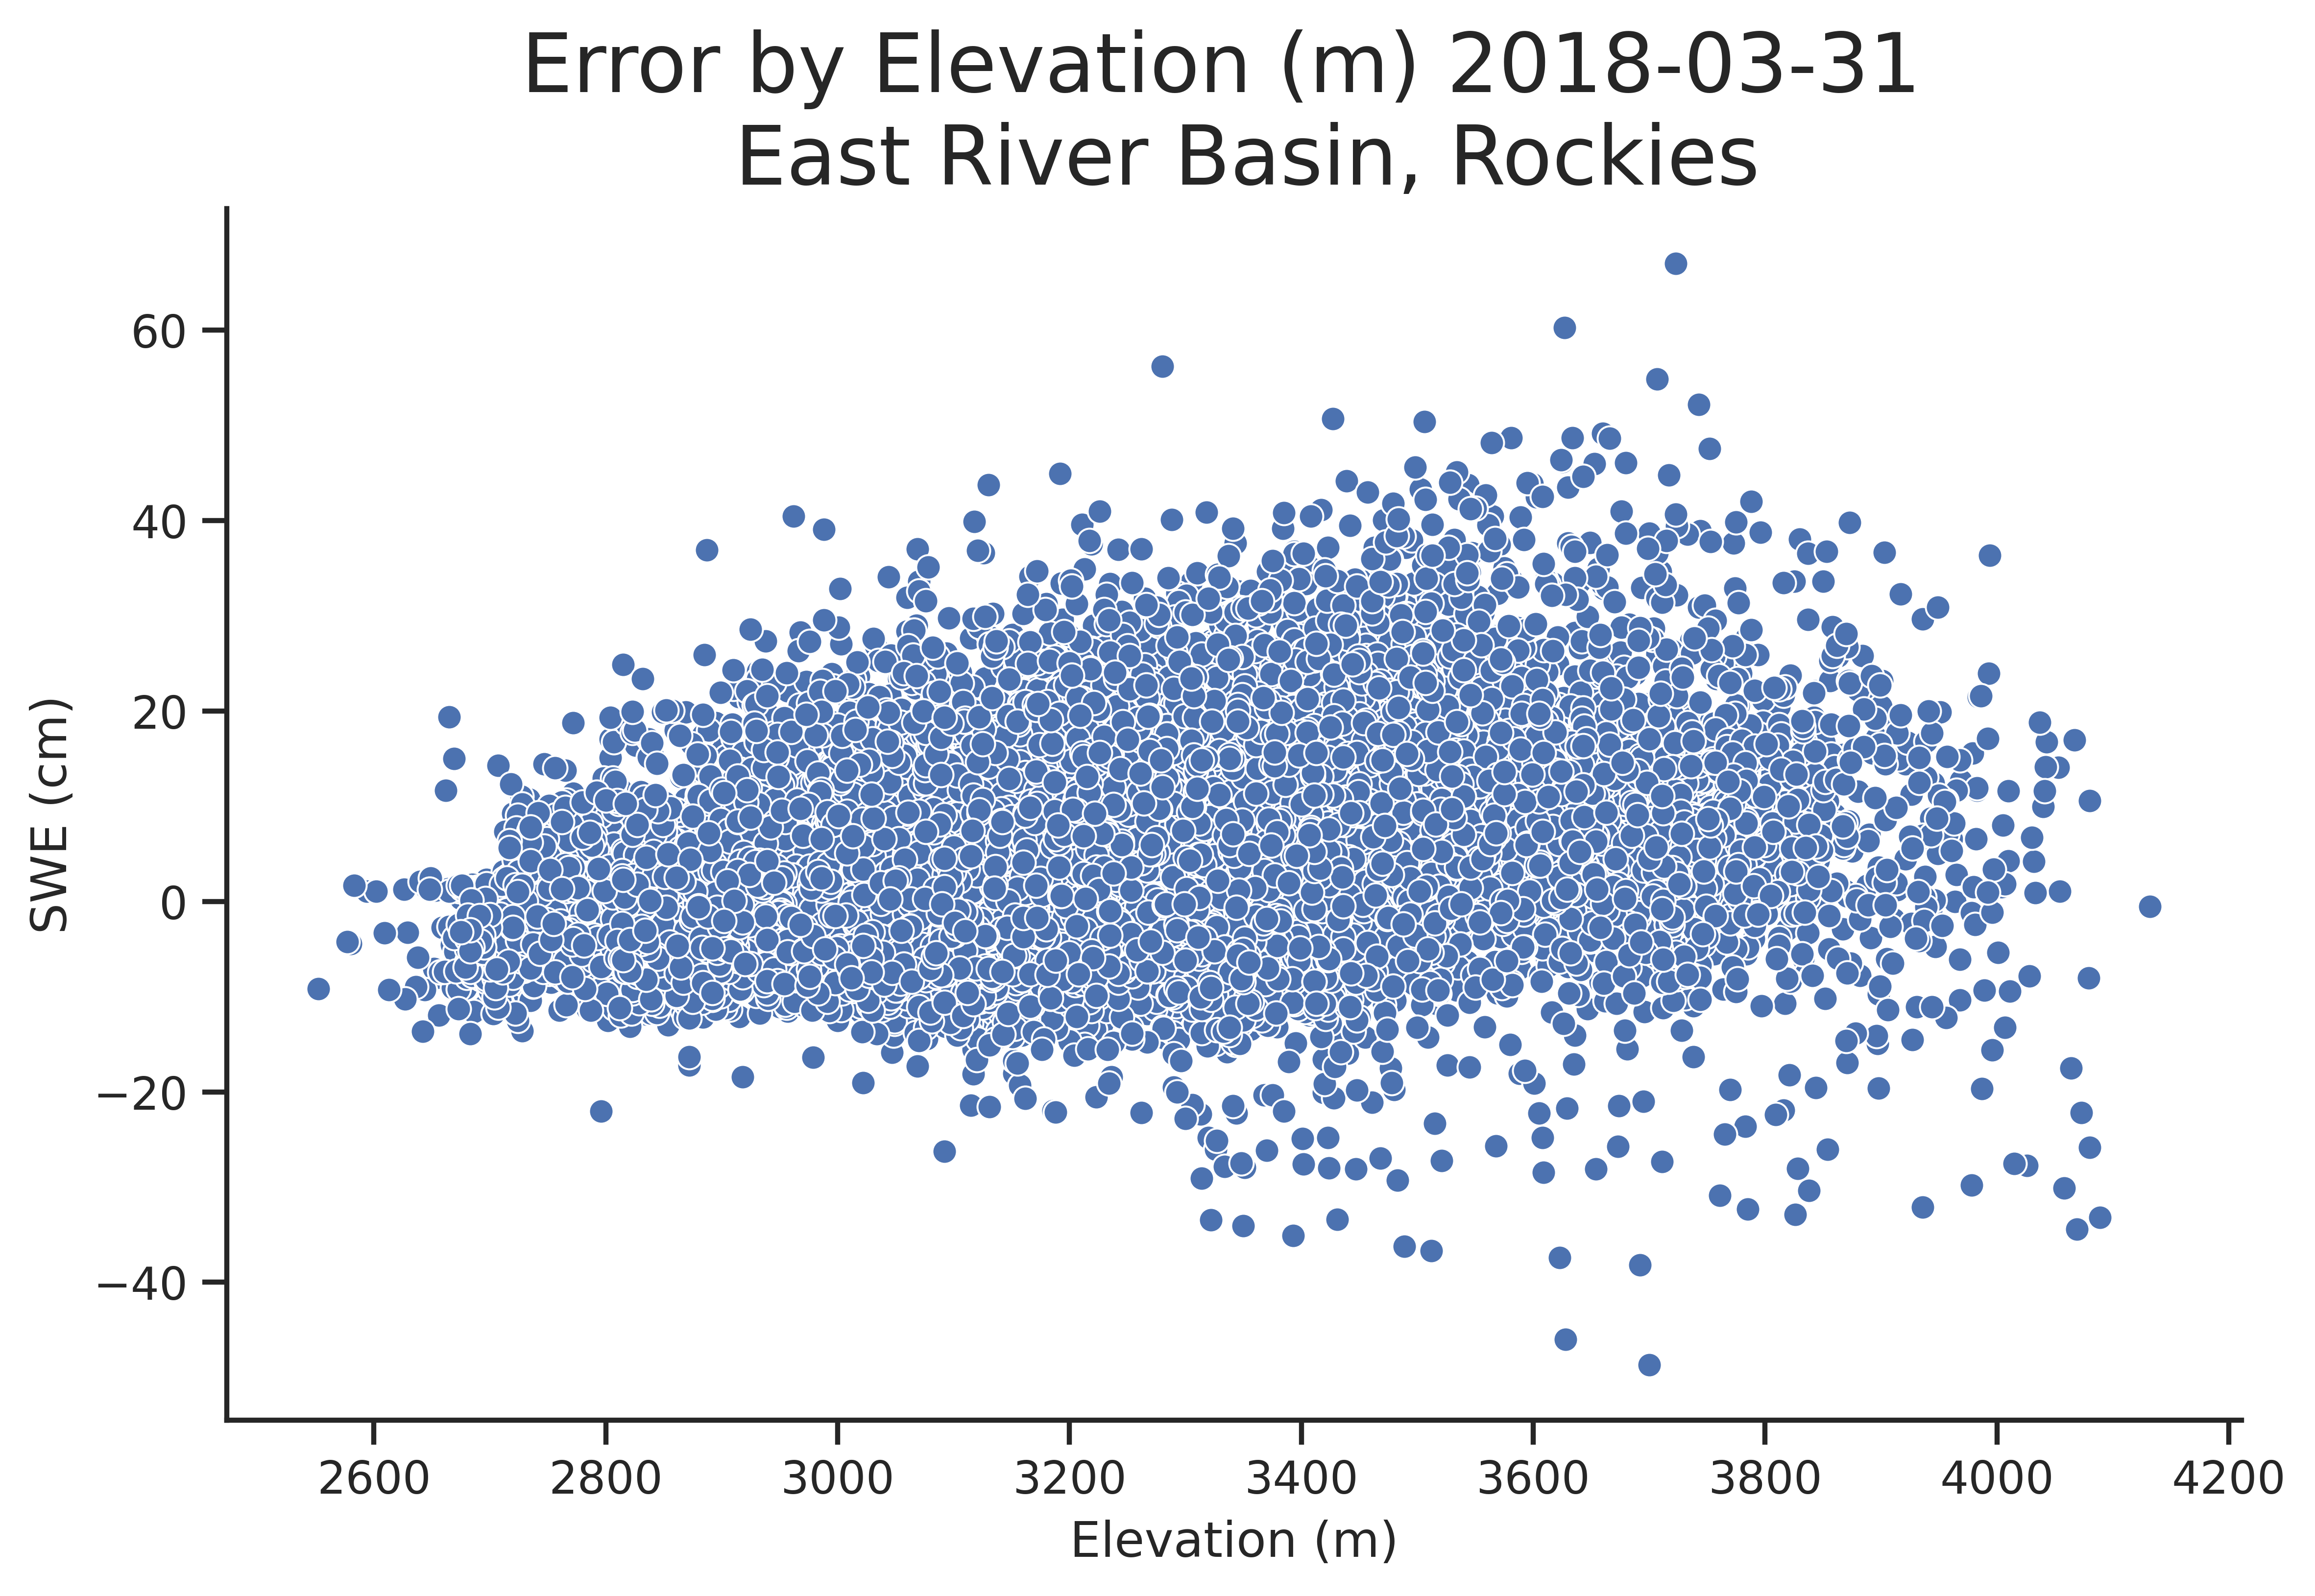 Error by Elevation (m) 2018-03-31
East River Basin, Rockies
SWE (cm)
60
40
20
0
−20
−40
2600 2800 3000 3200 3400 3600 3800 4000 4200
Elevation (m)